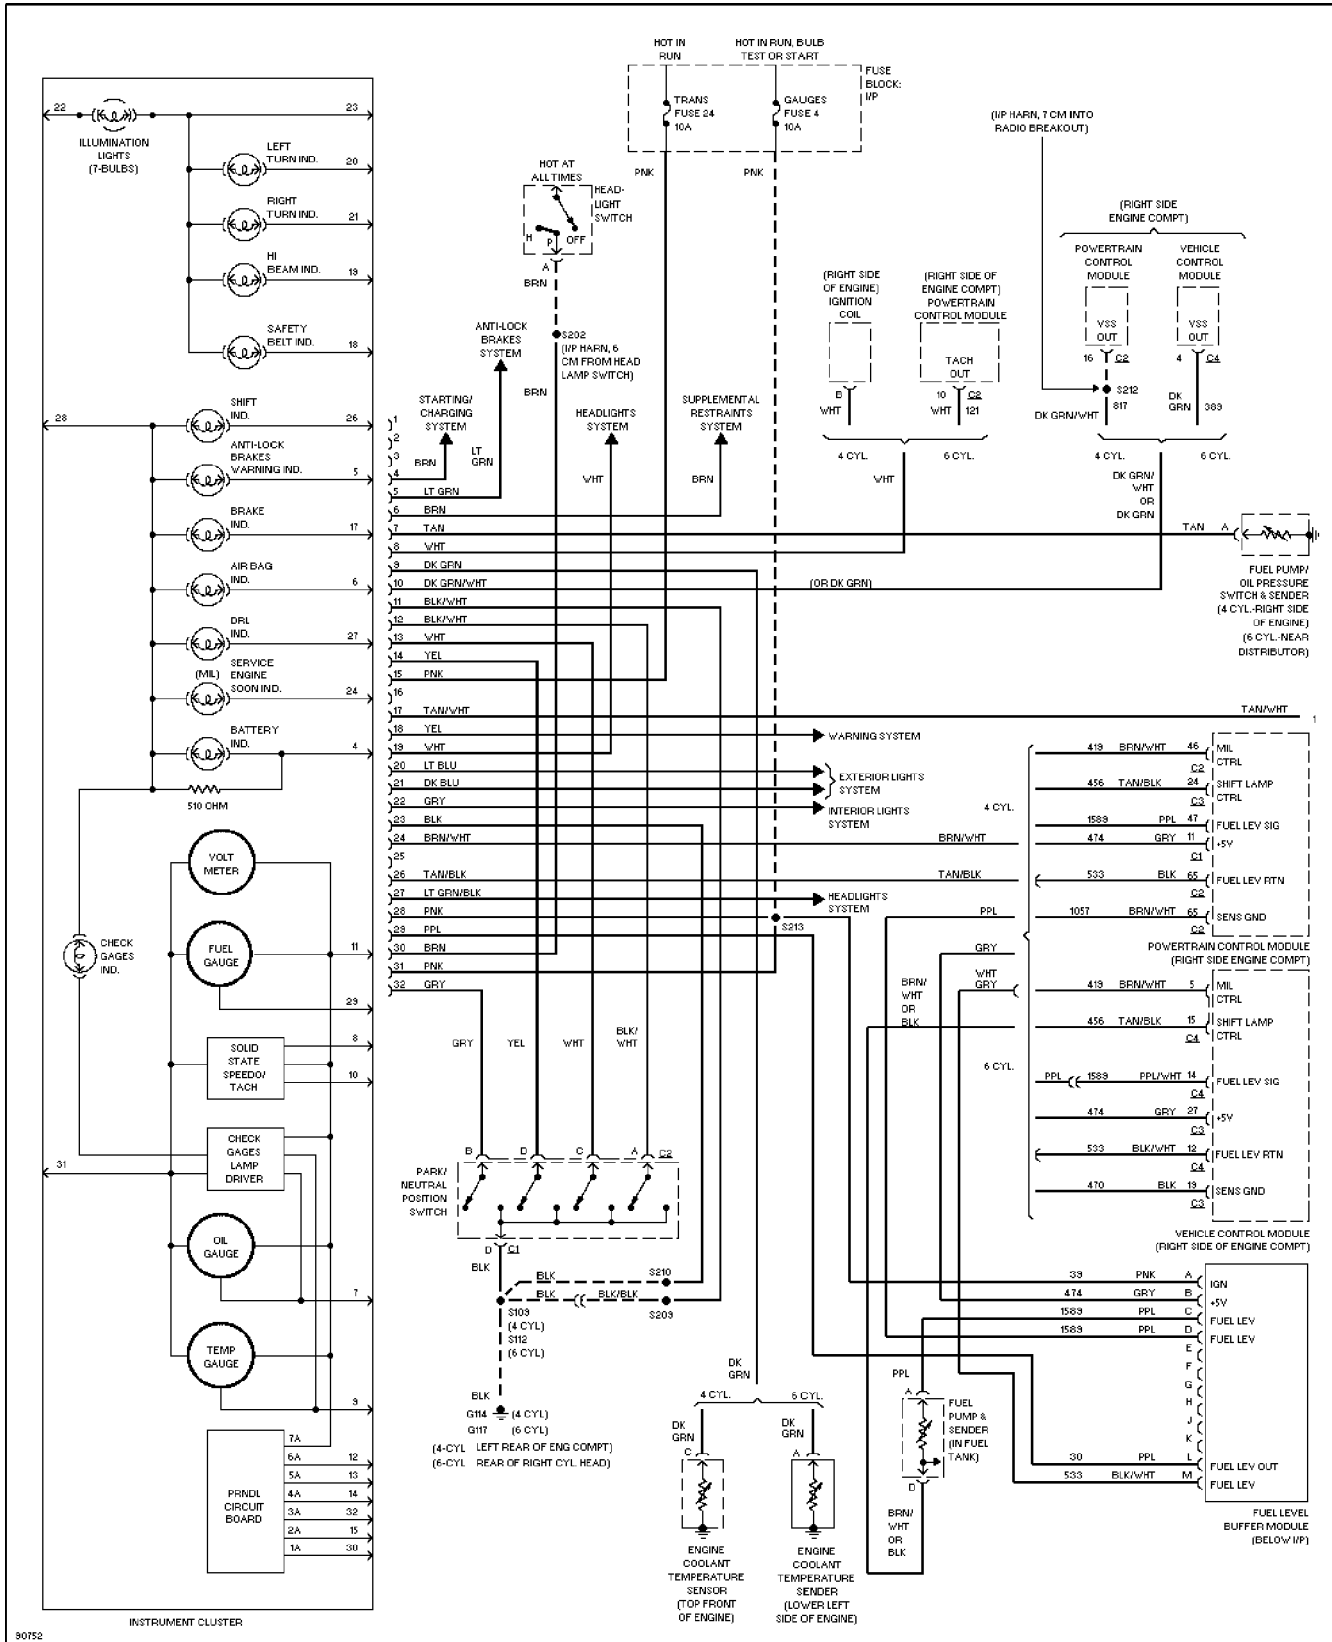 HOT IN
RUN
HOT IN RUN, BULB
TEST OR START
FUSE
BLOCK:
I/P
TRANS
FUSE 24
10A
GAUGES
FUSE 4
10A
PNK
PNK
(I/P HARN, 7 CM INTO
RADIO BREAKOUT)
HOT AT
ALL TIMES
HEAD-
LIGHT
SWITCH
H
P
OFF
A
BRN
S202
(I/P HARN, 6
CM FROM HEAD
LAMP SWITCH)
BRN
22
23
ILLUMINATION
LIGHTS
(7-BULBS)
LEFT
TURN IND.
20
RIGHT
TURN IND.
21
HI
BEAM IND.
19
SAFETY
BELT IND.
18
28
SHIFT
IND.
26
ANTI-LOCK
BRAKES
WARNING IND.
5
BRAKE
IND.
17
AIR BAG
IND.
6
DRL
IND.
27
(MIL)
SERVICE
ENGINE
SOON IND.
24
BATTERY
IND.
4
510 OHM
VOLT
METER
CHECK
GAGES
IND.
FUEL
GAUGE
11
29
SOLID
STATE
SPEEDO/
TACH
8
10
CHECK
GAGES
LAMP
DRIVER
31
OIL
GAUGE
7
TEMP
GAUGE
9
PRNDL
CIRCUIT
BOARD
7A
6A 12
5A 13
4A 14
3A 32
2A 15
1A 30
INSTRUMENT CLUSTER
90752
STARTING/
CHARGING
SYSTEM
BRN
ANTI-LOCK
BRAKES
SYSTEM
LT
GRN
HEADLIGHTS
SYSTEM
WHT
SUPPLEMENTAL
RESTRAINTS
SYSTEM
BRN
(RIGHT SIDE
OF ENGINE)
IGNITION
COIL
B
WHT
(RIGHT SIDE OF
ENGINE COMPT)
POWERTRAIN
CONTROL MODULE
TACH
OUT
10 C2
WHT 121
4 CYL.
6 CYL.
WHT
(RIGHT SIDE
ENGINE COMPT)
POWERTRAIN
CONTROL
MODULE
VSS
OUT
16 C2
S212
DK GRN/WHT 817
VEHICLE
CONTROL
MODULE
VSS
OUT
4 C4
DK
GRN 389
4 CYL.
6 CYL.
DK GRN/
WHT
OR
DK GRN
TAN A
FUEL PUMP/
OIL PRESSURE
SWITCH & SENDER
(4 CYL.-RIGHT SIDE
OF ENGINE)
(6 CYL.-NEAR
DISTRIBUTOR)
1
2
3
4
5 LT GRN
6 BRN
7 TAN
8 WHT
9 DK GRN
10 DK GRN/WHT
(OR DK GRN)
11 BLK/WHT
12 BLK/WHT
13 WHT
14 YEL
15 PNK
16
17 TAN/WHT
TAN/WHT 1
18 YEL
WARNING SYSTEM
19 WHT
20 LT BLU
21 DK BLU
EXTERIOR LIGHTS
SYSTEM
22 GRY
INTERIOR LIGHTS
SYSTEM
23 BLK
24 BRN/WHT
BRN/WHT
25
26 TAN/BLK
TAN/BLK
27 LT GRN/BLK
HEADLIGHTS
SYSTEM
28 PNK
S213
29 PPL
30 BRN
31 PNK
32 GRY
4 CYL.
419 BRN/WHT 46 MIL
CTRL
C2
456 TAN/BLK 24 SHIFT LAMP
CTRL
C3
1589 PPL 47 FUEL LEV SIG
474 GRY 11 +5V
C1
533 BLK 65 FUEL LEV RTN
C2
PPL
1057 BRN/WHT 65 SENS GND
C2
POWERTRAIN CONTROL MODULE
(RIGHT SIDE ENGINE COMPT)
GRY
WHT
GRY
BRN/
WHT
OR
BLK
419 BRN/WHT 5 MIL
CTRL
456 TAN/BLK 15 SHIFT LAMP
CTRL
C4
6 CYL.
PPL 1589 PPL/WHT 14 FUEL LEV SIG
C4
474 GRY 27 +5V
C3
533 BLK/WHT 12 FUEL LEV RTN
C4
470 BLK 19 SENS GND
C3
VEHICLE CONTROL MODULE
(RIGHT SIDE OF ENGINE COMPT)
GRY
YEL
WHT
BLK/
WHT
B
D
C
A C2
PARK/
NEUTRAL
POSITION
SWITCH
D C1
BLK
BLK
S210
BLK
BLK/BLK
S209
S109
(4 CYL)
S112
(6 CYL)
BLK
G114 (4 CYL)
G117 (6 CYL)
(4-CYL LEFT REAR OF ENG COMPT)
(6-CYL REAR OF RIGHT CYL HEAD)
DK
GRN
4 CYL.
6 CYL.
DK
GRN
C
ENGINE
COOLANT
TEMPERATURE
SENSOR
(TOP FRONT
OF ENGINE)
DK
GRN
A
ENGINE
COOLANT
TEMPERATURE
SENDER
(LOWER LEFT
SIDE OF ENGINE)
PPL
A
FUEL
PUMP &
SENDER
(IN FUEL
TANK)
D
BRN/
WHT
OR
BLK
39 PNK A IGN
474 GRY B +5V
1589 PPL C FUEL LEV
1589 PPL D FUEL LEV
E
F
G
H
J
K
30 PPL L FUEL LEV OUT
533 BLK/WHT M FUEL LEV
FUEL LEVEL
BUFFER MODULE
(BELOW I/P)